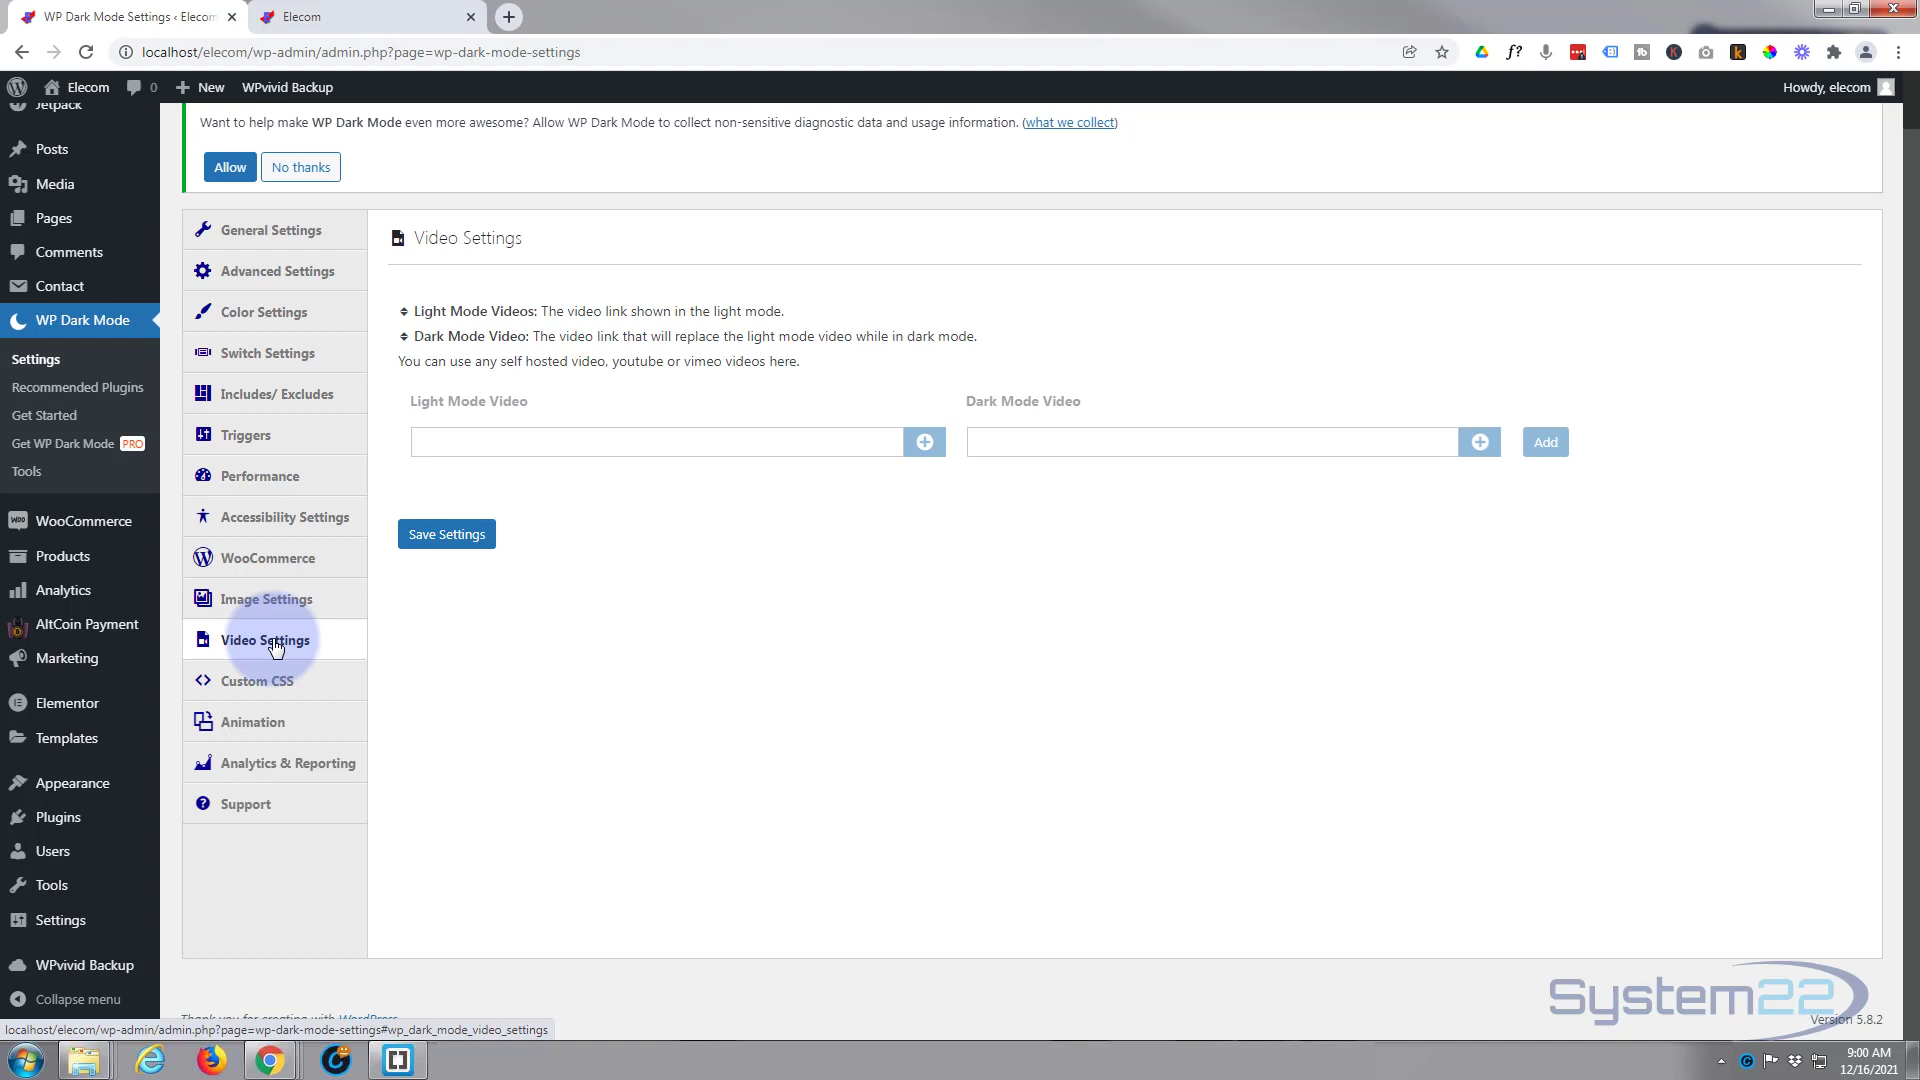 WP Dark Mode Settings ‹ Elecom
Elecom
localhost/elecom/wp-admin/admin.php?page=wp-dark-mode-settings
Elecom
0
New
WPvivid Backup
Howdy, elecom
Jetpack
Posts
Media
Pages
Comments
Contact
WP Dark Mode
Settings
Recommended Plugins
Get Started
Get WP Dark Mode PRO
Tools
WooCommerce
Products
Analytics
AltCoin Payment
Marketing
Elementor
Templates
Appearance
Plugins
Users
Tools
Settings
WPvivid Backup
Collapse menu
Want to help make WP Dark Mode even more awesome? Allow WP Dark Mode to collect non-sensitive diagnostic data and usage information. (what we collect)
Allow
No thanks
General Settings
Advanced Settings
Color Settings
Switch Settings
Includes/ Excludes
Triggers
Performance
Accessibility Settings
WooCommerce
Image Settings
Video Settings
Custom CSS
Animation
Analytics & Reporting
Support
Video Settings
Light Mode Videos: The video link shown in the light mode.
Dark Mode Video: The video link that will replace the light mode video while in dark mode.
You can use any self hosted video, youtube or vimeo videos here.
Light Mode Video
Dark Mode Video
Add
Save Settings
Thank you for creating with WordPress
System22
Version 5.8.2
localhost/elecom/wp-admin/admin.php?page=wp-dark-mode-settings#wp_dark_mode_video_settings
9:00 AM
12/16/2021